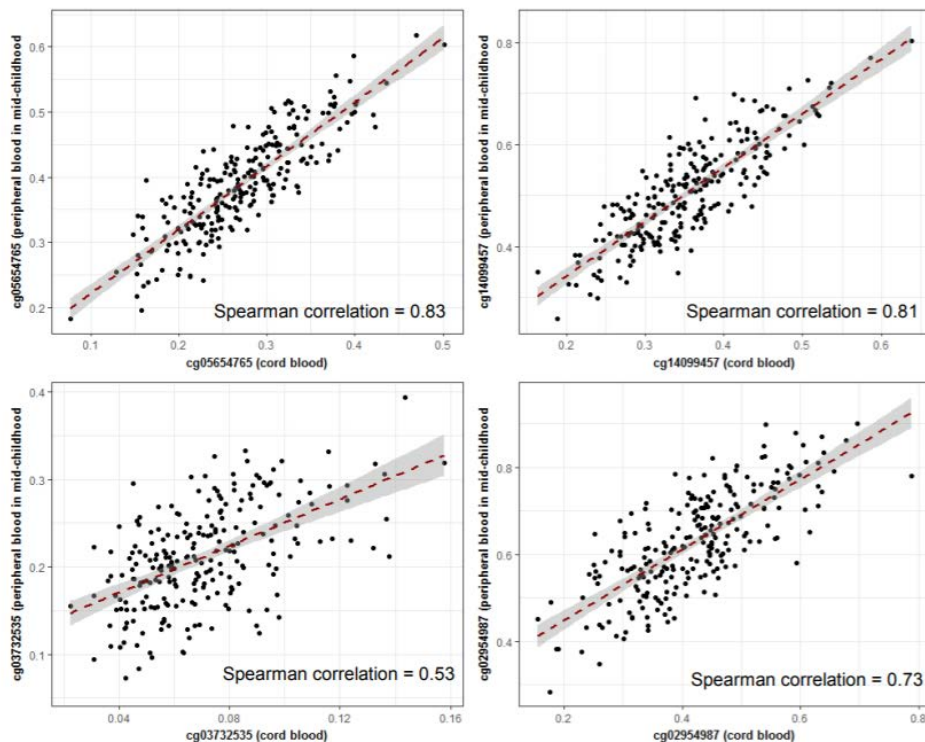 cg05654765 (peripheral blood in mid-childhood)
0.6
0.5
0.4
0.3
0.2
Spearman correlation = 0.83
0.1 0.2 0.3 0.4 0.5
cg05654765 (cord blood)
cg14099457 (peripheral blood in mid-childhood)
0.8
0.6
0.4
Spearman correlation = 0.81
0.2 0.3 0.4 0.5 0.6
cg14099457 (cord blood)
cg03732535 (peripheral blood in mid-childhood)
0.4
0.3
0.2
0.1
Spearman correlation = 0.53
0.04 0.08 0.12 0.16
cg03732535 (cord blood)
cg02954987 (peripheral blood in mid-childhood)
0.8
0.6
0.4
Spearman correlation = 0.73
0.2 0.4 0.6 0.8
cg02954987 (cord blood)